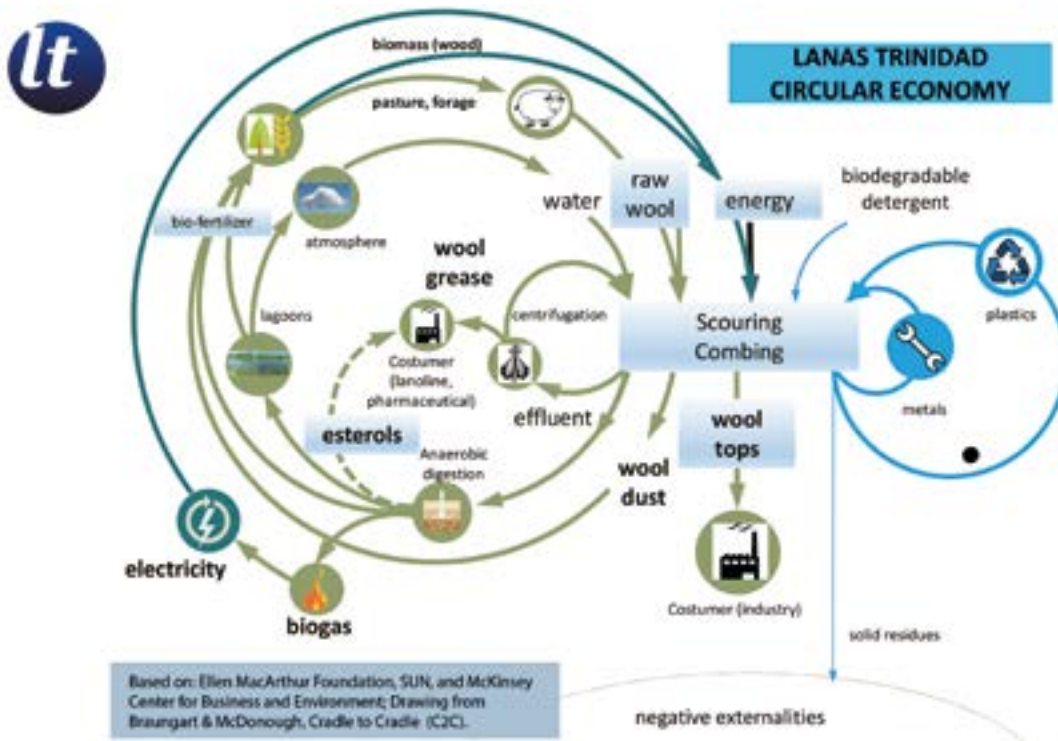 lt
LANAS TRINIDAD
CIRCULAR ECONOMY
biomass (wood)
pasture, forage
bio-fertilizer
atmosphere
water
raw
wool
energy
biodegradable
detergent
wool
grease
lagoons
centrifugation
Scouring
Combing
plastics
Costumer
(lanoline,
pharmaceutical)
metals
effluent
esterols
wool
tops
Anaerobic
digestion
wool
dust
electricity
biogas
Costumer (industry)
solid residues
Based on: Ellen MacArthur Foundation, SUN, and McKinsey
Center for Business and Environment; Drawing from
Braungart & McDonough, Cradle to Cradle (C2C).
negative externalities